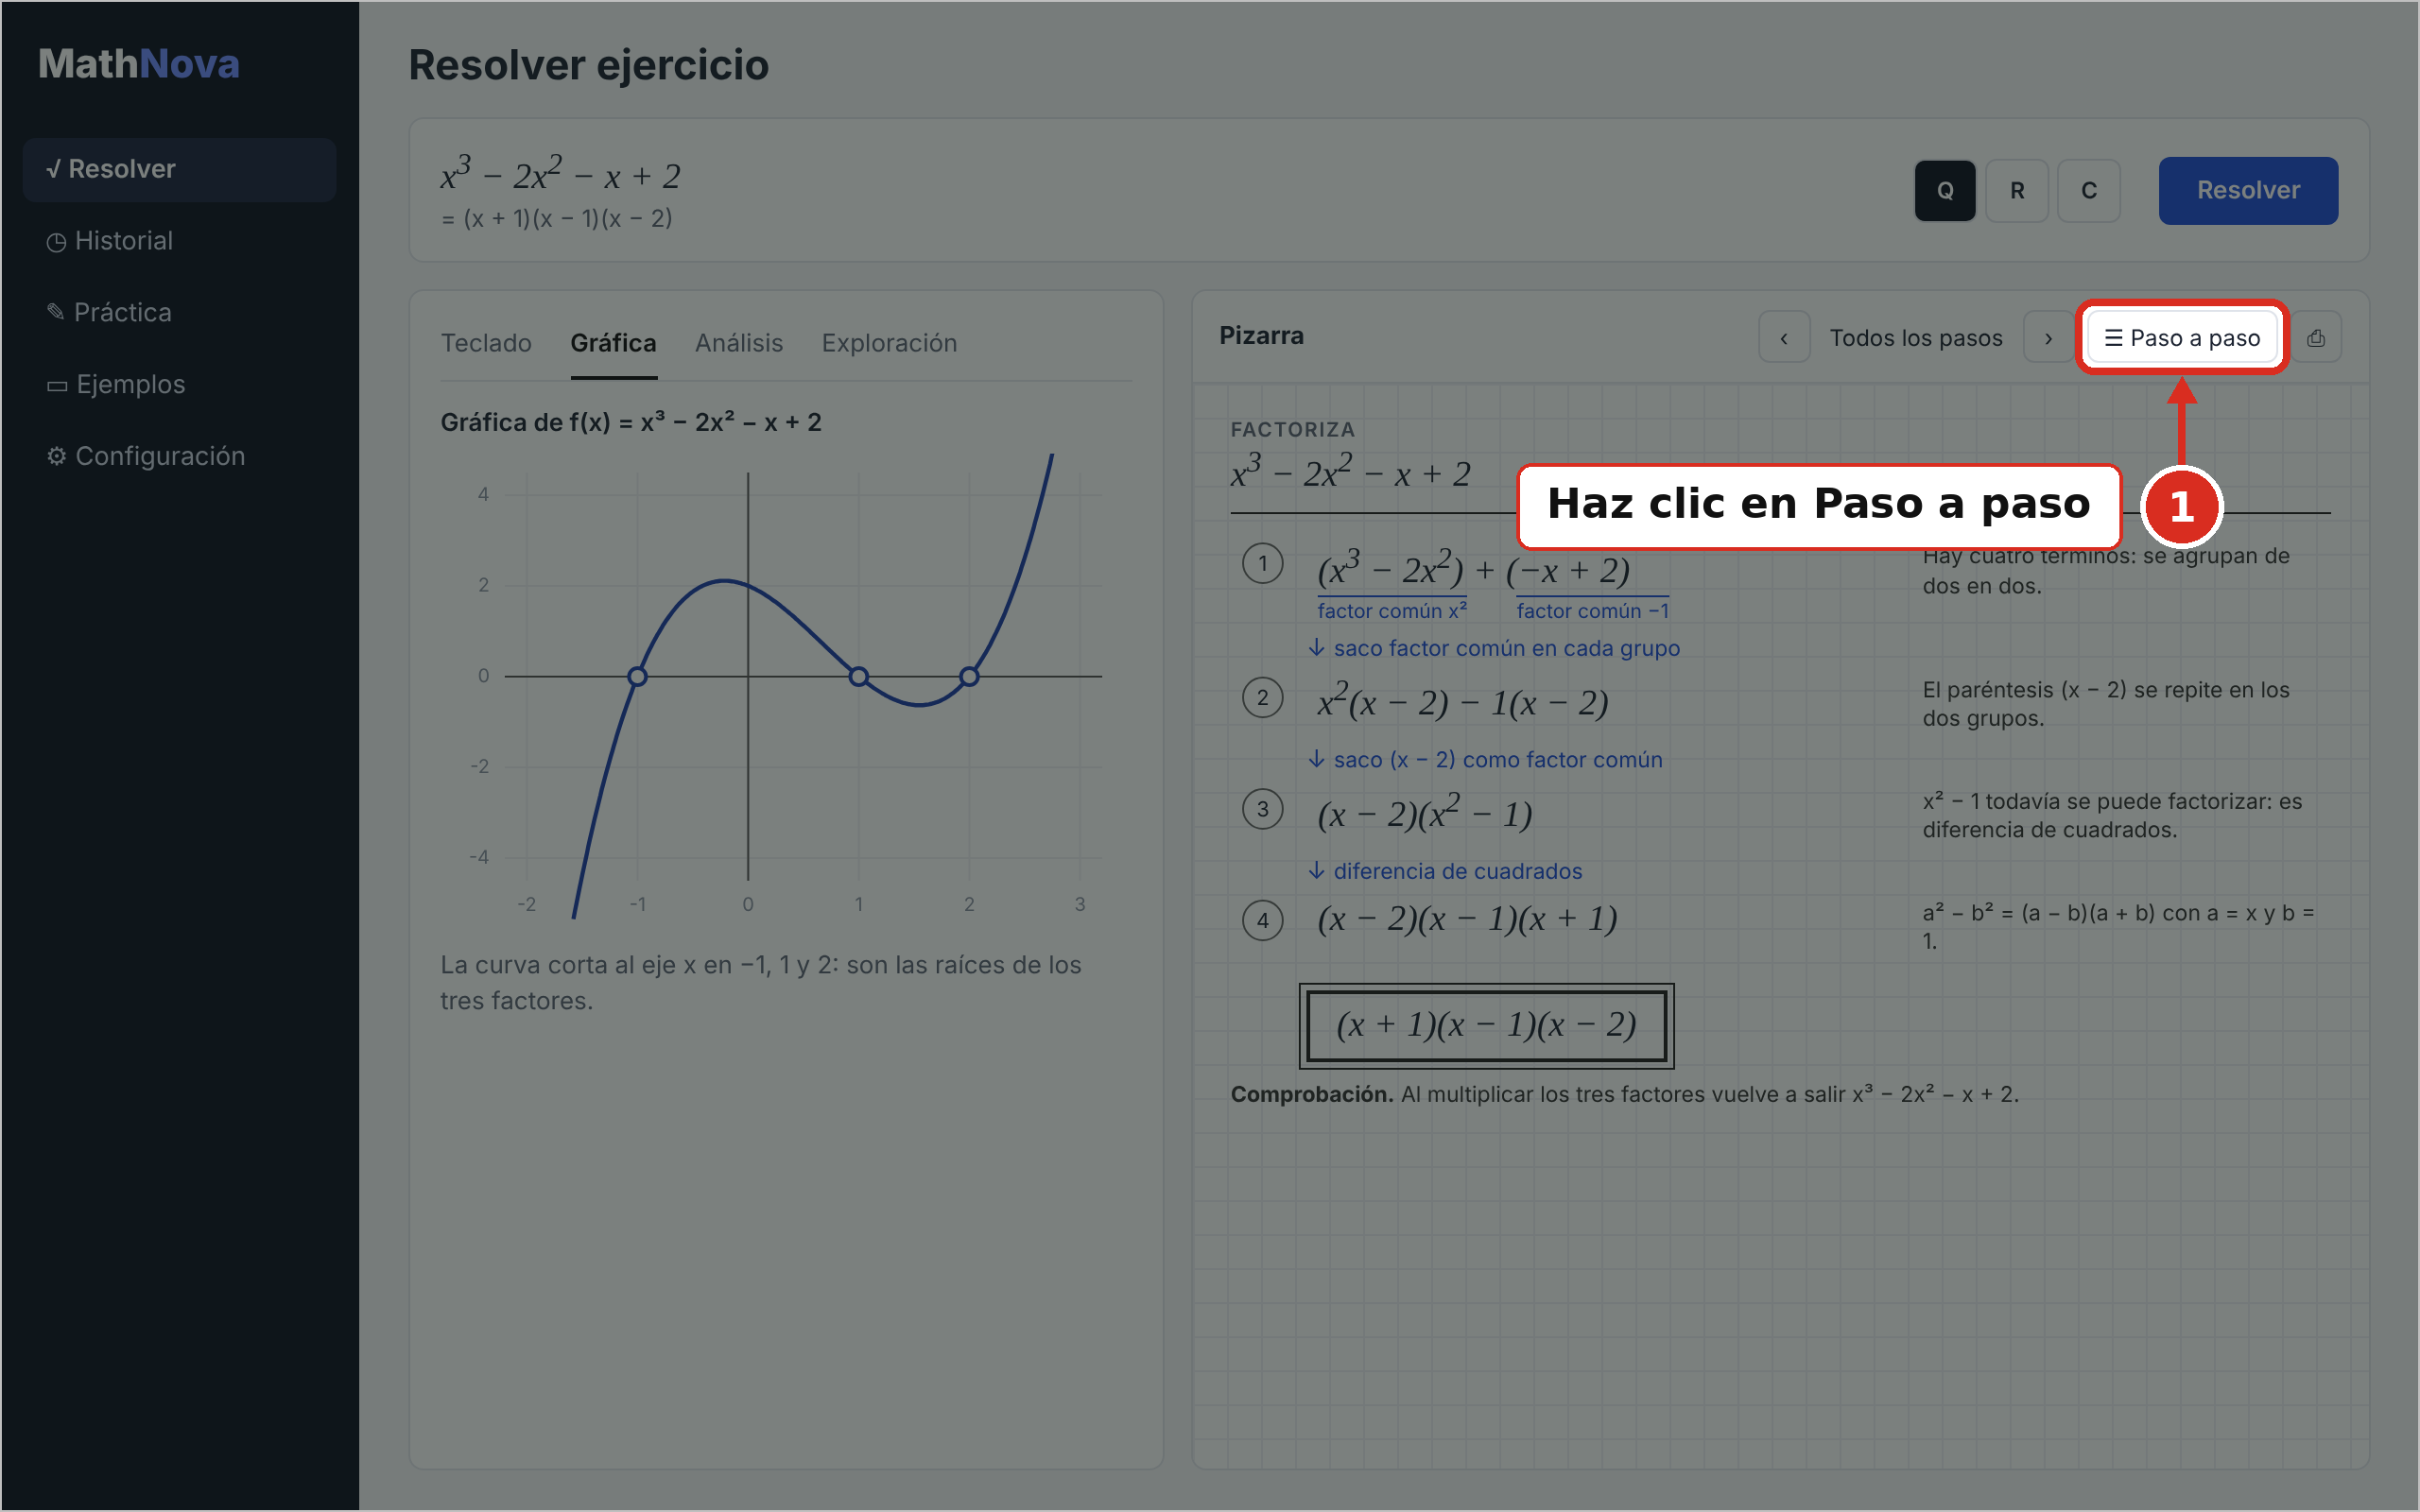 MathNova
√ Resolver
◷ Historial
✎ Práctica
▭ Ejemplos
⚙ Configuración
Resolver ejercicio
x³ − 2x² − x + 2
= (x + 1)(x − 1)(x − 2)
Q R C Resolver
Teclado Gráfica Análisis Exploración
Gráfica de f(x) = x³ − 2x² − x + 2
4
2
0
-2
-4
-2 -1 0 1 2 3
La curva corta al eje x en −1, 1 y 2: son las raíces de los
tres factores.
Pizarra ‹ Todos los pasos › ☰ Paso a paso ⎙
FACTORIZA
x³ − 2x² − x + 2
Haz clic en Paso a paso 1
1 (x³ − 2x²) + (−x + 2)
factor común x² factor común −1
Hay cuatro términos: se agrupan de
dos en dos.
↓ saco factor común en cada grupo
2 x²(x − 2) − 1(x − 2)
El paréntesis (x − 2) se repite en los
dos grupos.
↓ saco (x − 2) como factor común
3 (x − 2)(x² − 1)
x² − 1 todavía se puede factorizar: es
diferencia de cuadrados.
↓ diferencia de cuadrados
4 (x − 2)(x − 1)(x + 1)
a² − b² = (a − b)(a + b) con a = x y b =
1.
(x + 1)(x − 1)(x − 2)
Comprobación. Al multiplicar los tres factores vuelve a salir x³ − 2x² − x + 2.